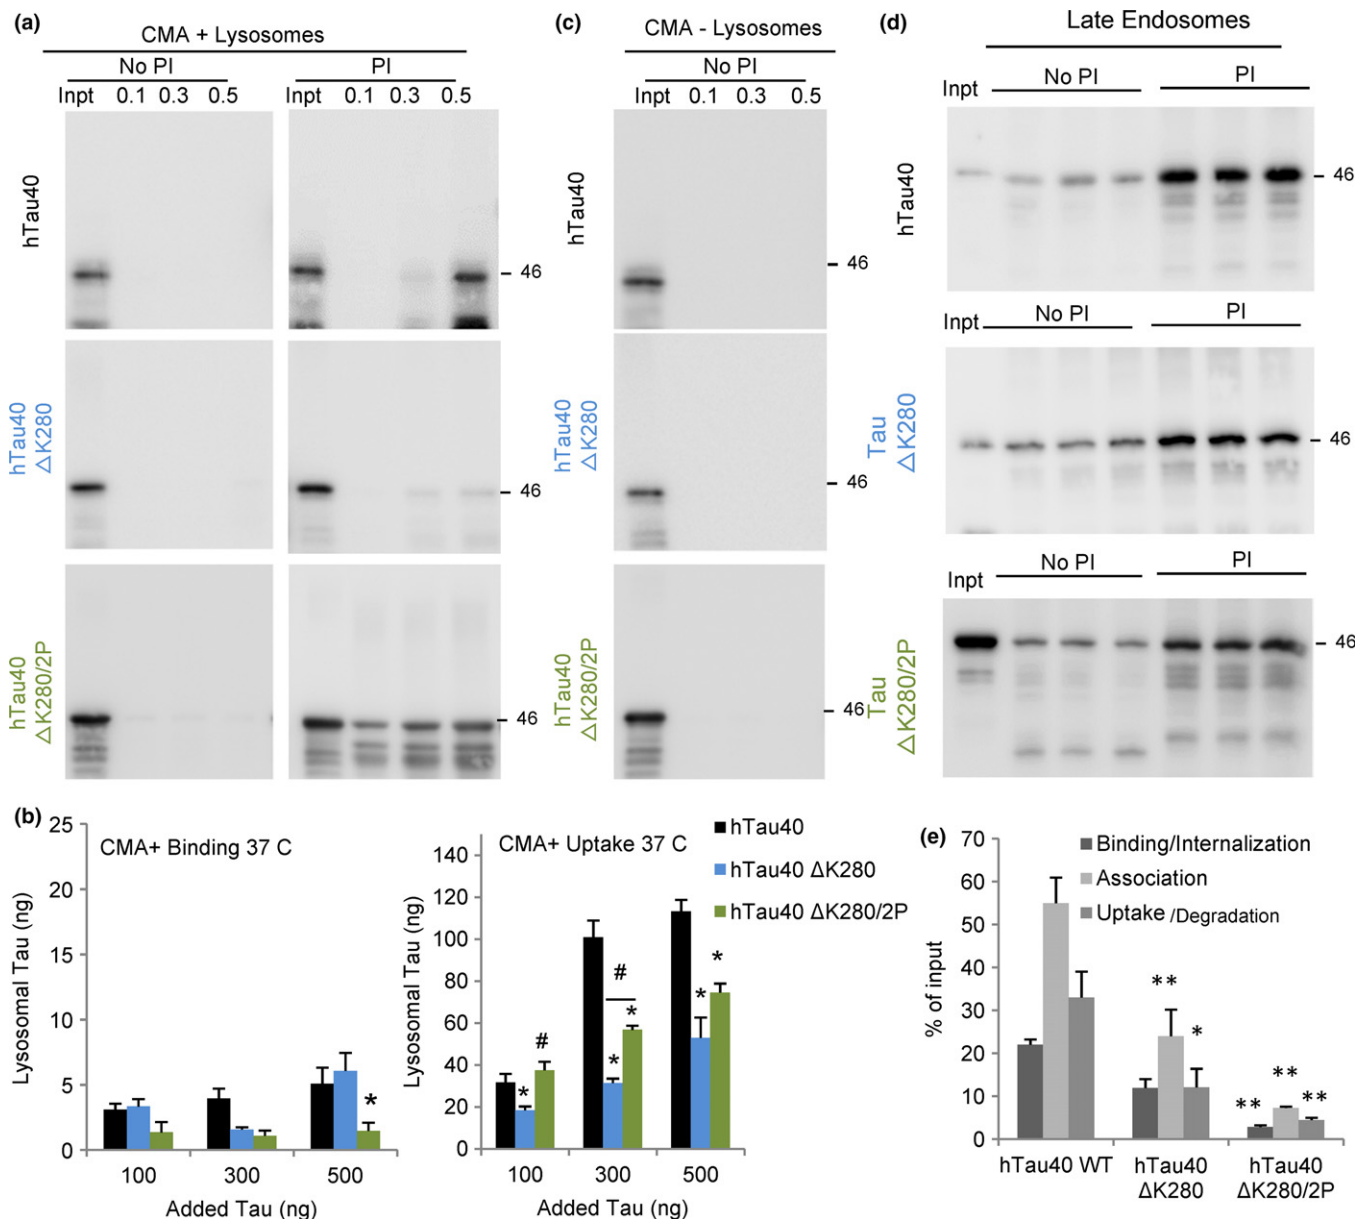 (a)
CMA + Lysosomes
No PI
PI
Inpt 0.1 0.3 0.5
Inpt 0.1 0.3 0.5
hTau40
46
hTau40
△K280
46
hTau40
△K280/2P
46
(c)
CMA - Lysosomes
No PI
Inpt 0.1 0.3 0.5
hTau40
46
hTau40
△K280
46
hTau40
△K280/2P
46
(d)
Late Endosomes
Inpt
No PI
PI
hTau40
46
Inpt
No PI
PI
Tau
△K280
46
Inpt
No PI
PI
Tau
△K280/2P
46
(b)
CMA+ Binding 37 C
Lysosomal Tau (ng)
25
20
15
10
5
0
*
100 300 500
Added Tau (ng)
CMA+ Uptake 37 C
Lysosomal Tau (ng)
140
120
100
80
60
40
20
0
* #
* # *
* *
100 300 500
Added Tau (ng)
hTau40
hTau40 ΔK280
hTau40 ΔK280/2P
(e)
% of input
70
60
50
40
30
20
10
0
Binding/Internalization
Association
Uptake /Degradation
** *
** ** **
hTau40 WT
hTau40
ΔK280
hTau40
ΔK280/2P